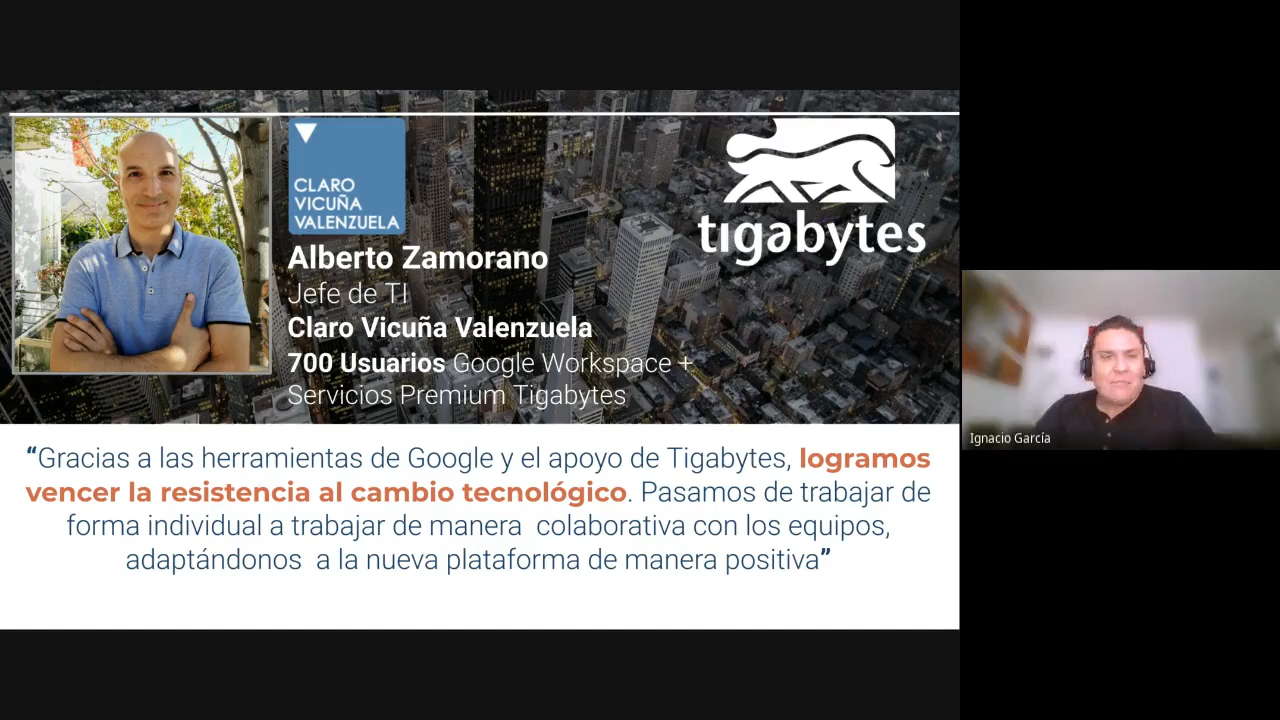 CLARO
VICUÑA
VALENZUELA
tigabytes
Alberto Zamorano
Jefe de TI
Claro Vicuña Valenzuela
700 Usuarios Google Workspace +
Servicios Premium Tigabytes
“Gracias a las herramientas de Google y el apoyo de Tigabytes, logramos
vencer la resistencia al cambio tecnológico. Pasamos de trabajar de
forma individual a trabajar de manera  colaborativa con los equipos,
adaptándonos  a la nueva plataforma de manera positiva”
Ignacio García